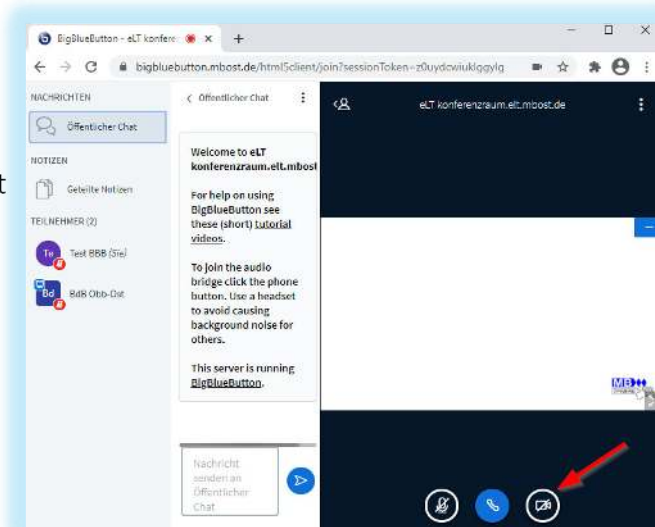 BigBlueButton - eLT konfere
bigbluebutton.mbost.de/html5client/join?sessionToken=z0uydcwiuklqgylg
NACHRICHTEN
Öffentlicher Chat
NOTIZEN
Geteilte Notizen
TEILNEHMER (2)
Te
Test BBB (Sie)
Bd
BdB Obb-Ost
Öffentlicher Chat
Welcome to eLT
konferenzraum.elt.mbost
For help on using
BigBlueButton see
these (short) tutorial
videos.
To join the audio
bridge click the phone
button. Use a headset
to avoid causing
background noise for
others.
This server is running
BigBlueButton.
Nachricht
senden an
Öffentlicher
Chat
eLT konferenzraum.elt.mbost.de
MB
t